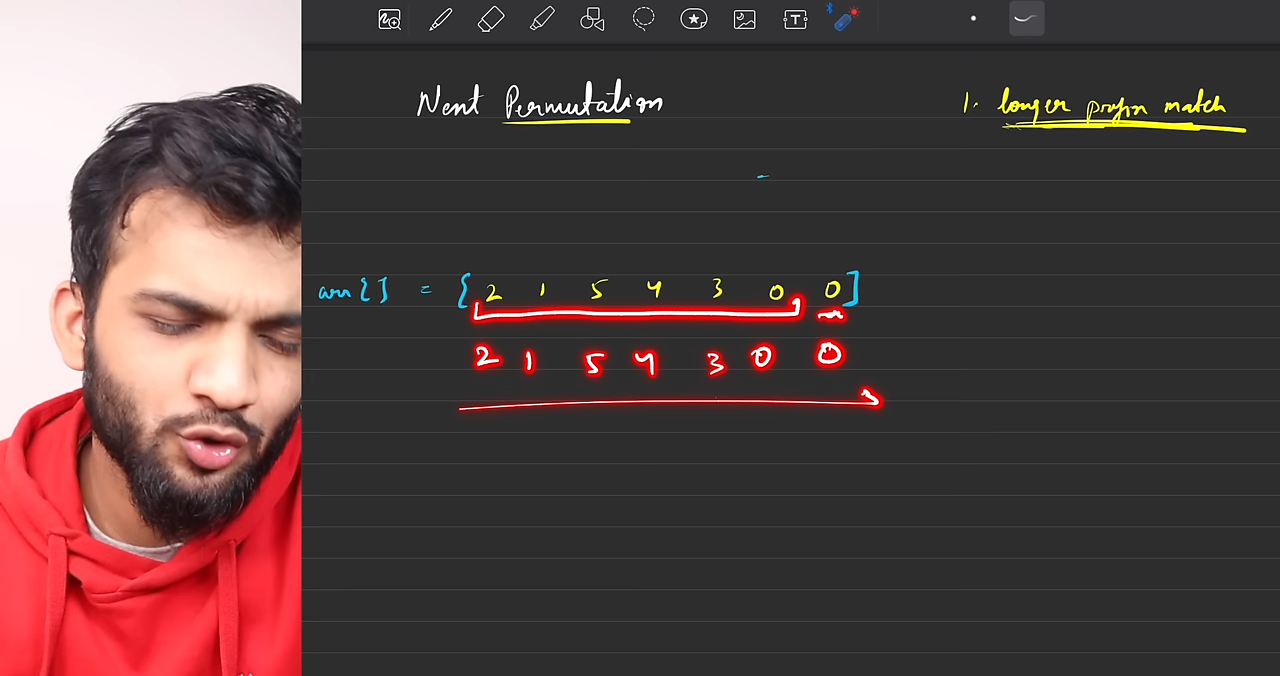 Next Permutation
1. longer prefix match
arr[] = [2 1 5 4 3 0 0]
2 1 5 4 3 0 0